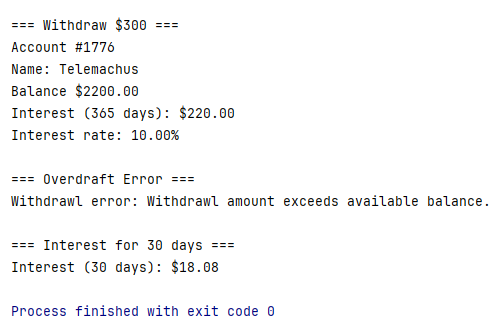 === Withdraw $300 ===
Account #1776
Name: Telemachus
Balance $2200.00
Interest (365 days): $220.00
Interest rate: 10.00%
=== Overdraft Error ===
Withdrawl error: Withdrawl amount exceeds available balance.
=== Interest for 30 days ===
Interest (30 days): $18.08
Process finished with exit code 0